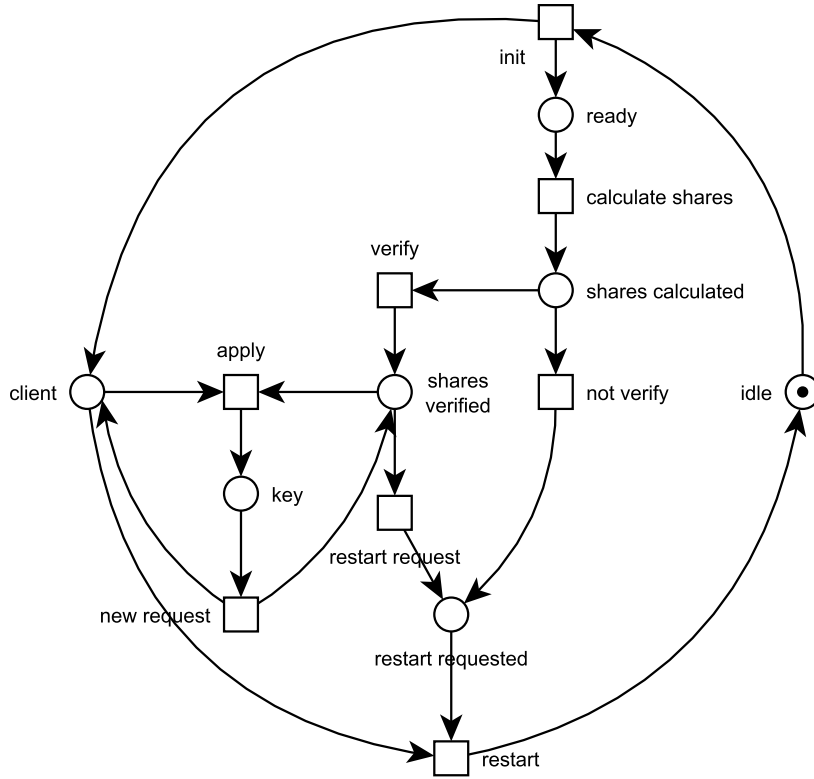 init
ready
calculate shares
verify
shares calculated
apply
client
shares
verified
not verify
idle
key
restart request
new request
restart requested
restart